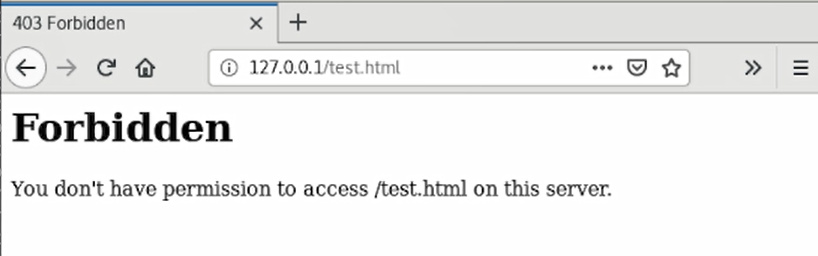 403 Forbidden
127.0.0.1/test.html
Forbidden
You don't have permission to access /test.html on this server.